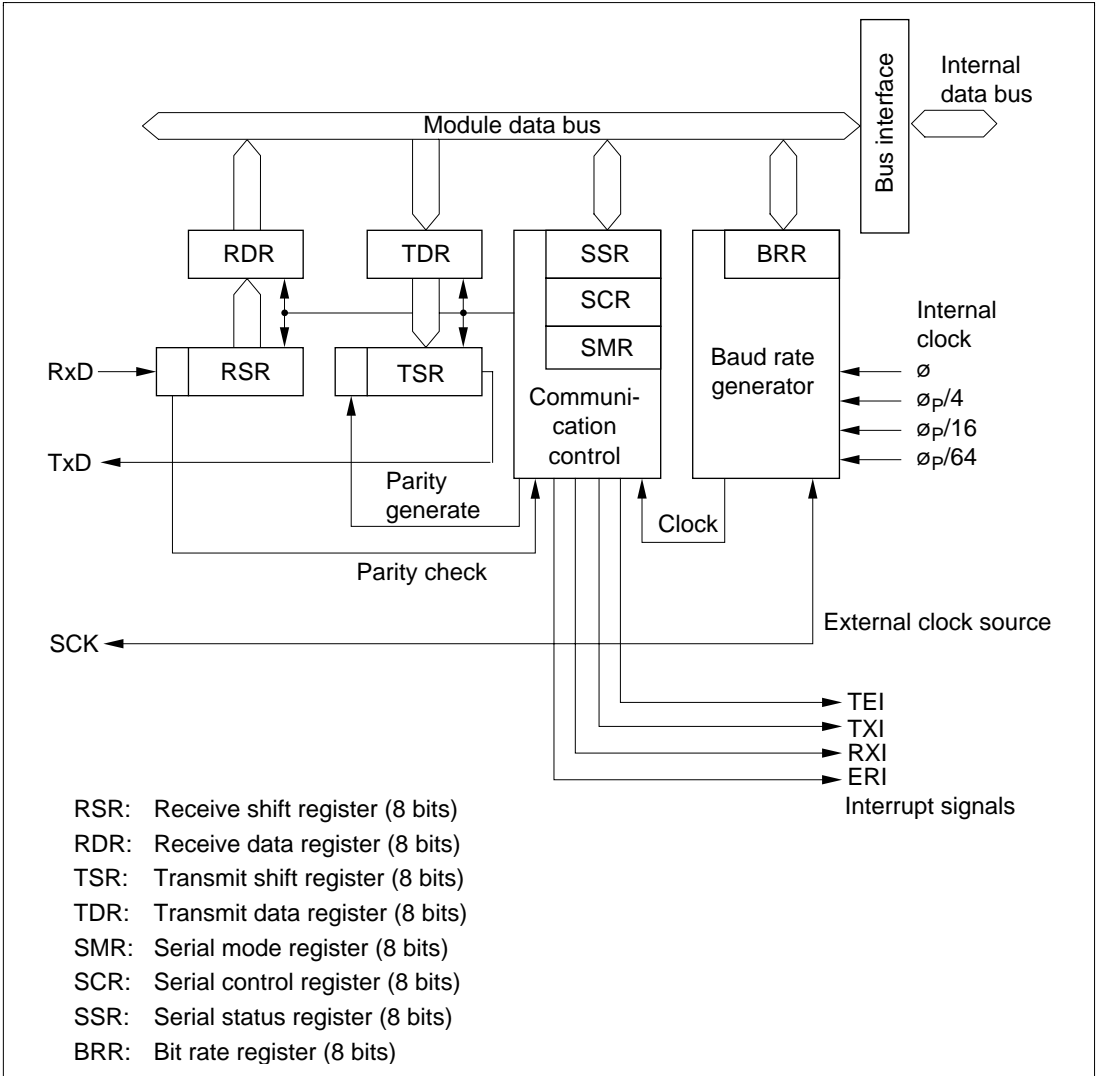 Bus interface
Internal
data bus
Module data bus
RDR
TDR
SSR
BRR
SCR
SMR
Internal
clock
RxD
RSR
TSR
Baud rate
generator
ø
øP/4
øP/16
øP/64
Communi-
cation
control
TxD
Parity
generate
Clock
Parity check
External clock source
SCK
TEI
TXI
RXI
ERI
Interrupt signals
RSR: Receive shift register (8 bits)
RDR: Receive data register (8 bits)
TSR: Transmit shift register (8 bits)
TDR: Transmit data register (8 bits)
SMR: Serial mode register (8 bits)
SCR: Serial control register (8 bits)
SSR: Serial status register (8 bits)
BRR: Bit rate register (8 bits)